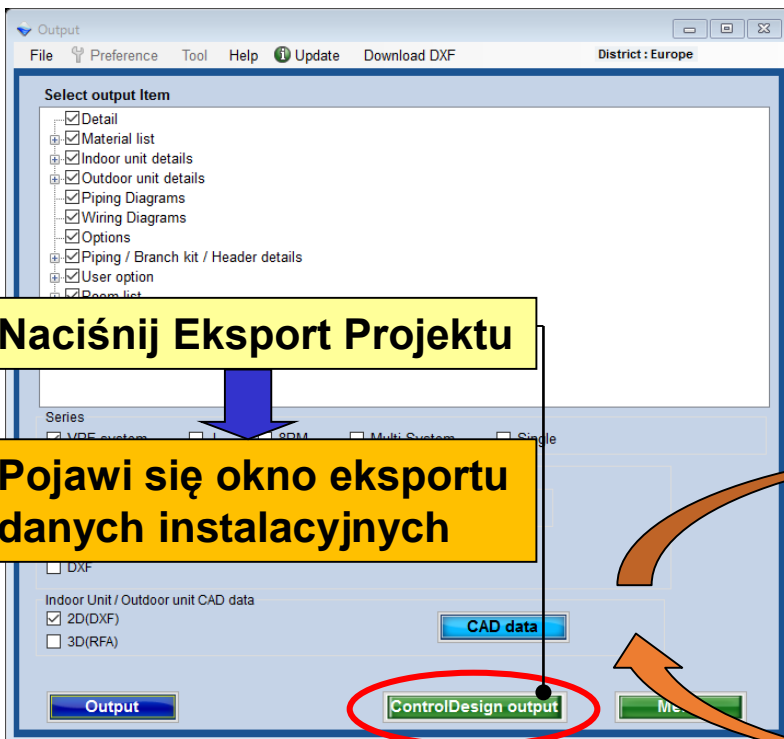 Output
File Preference Tool Help Update Download DXF District : Europe
Select output Item
Detail
Material list
Indoor unit details
Outdoor unit details
Piping Diagrams
Wiring Diagrams
Options
Piping / Branch kit / Header details
User option
Room list
Naciśnij Eksport Projektu
Series
Multi System Single
Pojawi się okno eksportu
danych instalacyjnych
DXF
Indoor Unit / Outdoor unit CAD data
2D(DXF)
CAD data
3D(RFA)
Output ControlDesign output